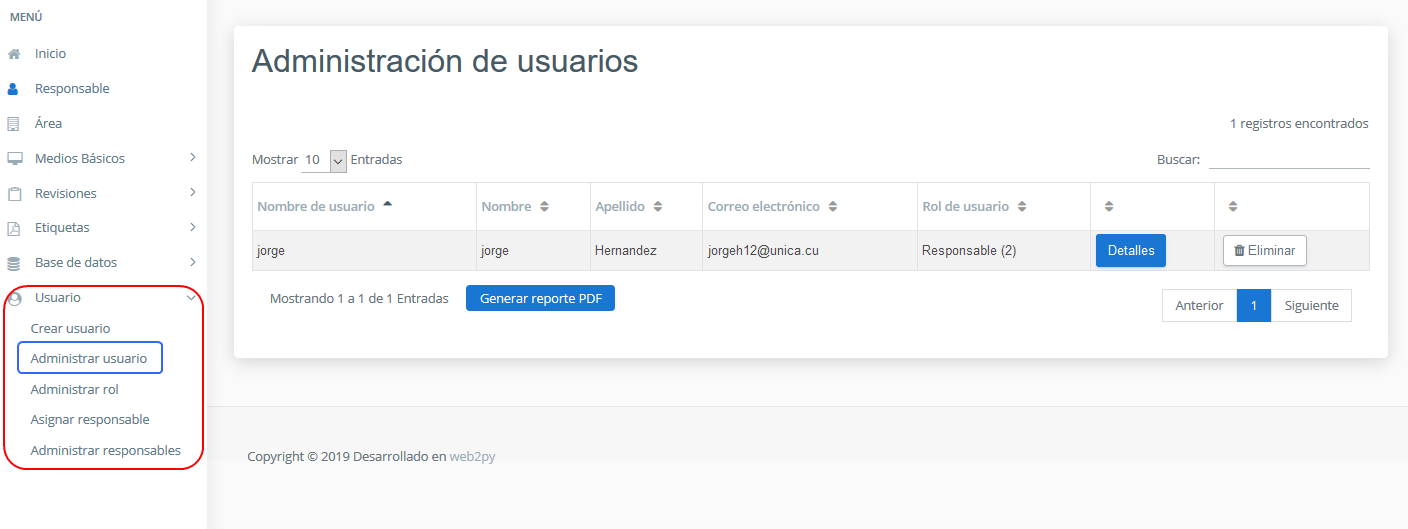 MENÚ
Inicio
Responsable
Área
Medios Básicos
Revisiones
Etiquetas
Base de datos
Usuario
Crear usuario
Administrar usuario
Administrar rol
Asignar responsable
Administrar responsables
Administración de usuarios
1 registros encontrados
Mostrar 10 Entradas Buscar:
Nombre de usuario Nombre Apellido Correo electrónico Rol de usuario
jorge jorge Hernandez jorgeh12@unica.cu Responsable (2) Detalles Eliminar
Mostrando 1 a 1 de 1 Entradas Generar reporte PDF Anterior 1 Siguiente
Copyright © 2019 Desarrollado en web2py